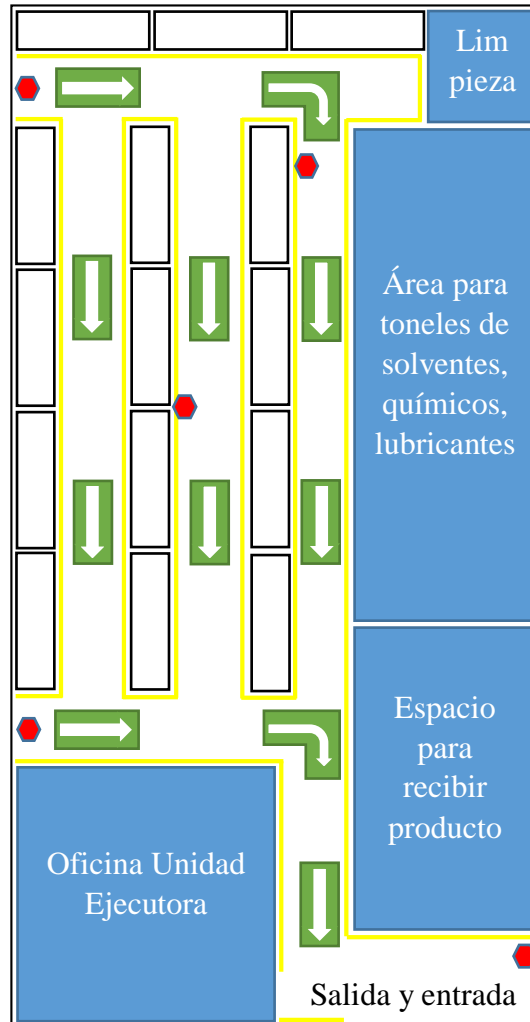 Lim
pieza
Área para
toneles de
solventes,
químicos,
lubricantes
Espacio
para
recibir
producto
Oficina Unidad
Ejecutora
Salida y entrada